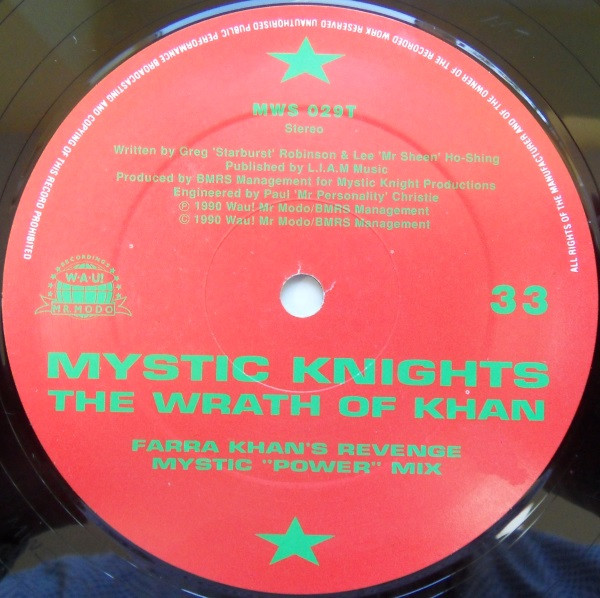 ALL RIGHTS OF THE MANUFACTURER AND OF THE OWNER OF THE RECORDED WORK RESERVED UNAUTHORISED PUBLIC PERFORMANCE BROADCASTING AND COPYING OF THIS RECORD PROHIBITED
MWS 029T
Stereo
Written by Greg 'Starburst' Robinson & Lee 'Mr Sheen' Ho-Shing
Published by L.I.A.M Music
Produced by BMRS Management for Mystic Knight Productions
Engineered by Paul 'Mr Personality' Christie
℗ 1990 Wau! Mr Modo/BMRS Management
© 1990 Wau! Mr Modo/BMRS Management
RECORDINGS
W·A·U!
MR.MODO
33
MYSTIC KNIGHTS
THE WRATH OF KHAN
FARRA KHAN'S REVENGE
MYSTIC "POWER" MIX